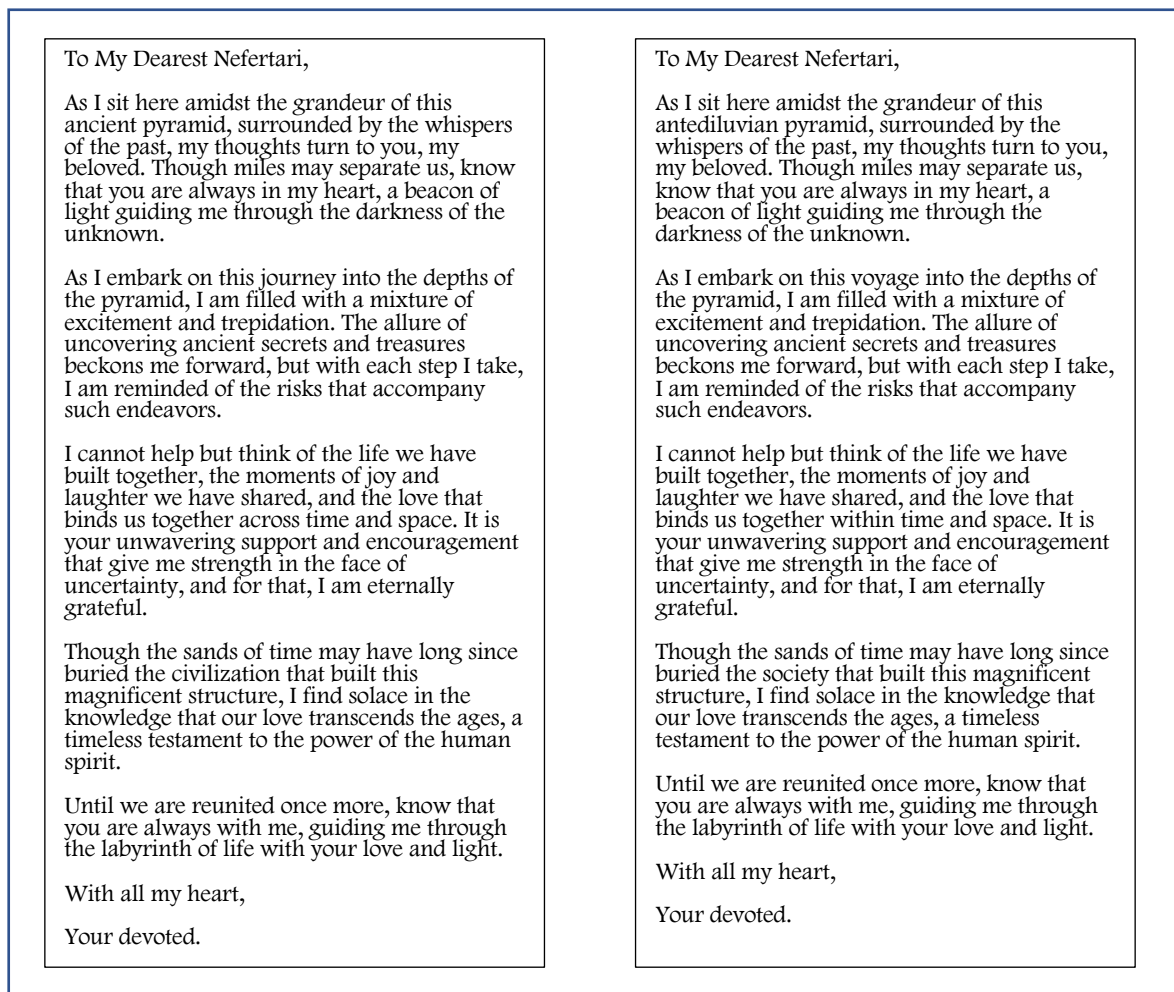 To My Dearest Nefertari,
As I sit here amidst the grandeur of this
ancient pyramid, surrounded by the whispers
of the past, my thoughts turn to you, my
beloved. Though miles may separate us, know
that you are always in my heart, a beacon of
light guiding me through the darkness of the
unknown.
As I embark on this journey into the depths of
the pyramid, I am filled with a mixture of
excitement and trepidation. The allure of
uncovering ancient secrets and treasures
beckons me forward, but with each step I take,
I am reminded of the risks that accompany
such endeavors.
I cannot help but think of the life we have
built together, the moments of joy and
laughter we have shared, and the love that
binds us together across time and space. It is
your unwavering support and encouragement
that give me strength in the face of
uncertainty, and for that, I am eternally
grateful.
Though the sands of time may have long since
buried the civilization that built this
magnificent structure, I find solace in the
knowledge that our love transcends the ages, a
timeless testament to the power of the human
spirit.
Until we are reunited once more, know that
you are always with me, guiding me through
the labyrinth of life with your love and light.
With all my heart,
Your devoted.
To My Dearest Nefertari,
As I sit here amidst the grandeur of this
antediluvian pyramid, surrounded by the
whispers of the past, my thoughts turn to you,
my beloved. Though miles may separate us,
know that you are always in my heart, a
beacon of light guiding me through the
darkness of the unknown.
As I embark on this voyage into the depths of
the pyramid, I am filled with a mixture of
excitement and trepidation. The allure of
uncovering ancient secrets and treasures
beckons me forward, but with each step I take,
I am reminded of the risks that accompany
such endeavors.
I cannot help but think of the life we have
built together, the moments of joy and
laughter we have shared, and the love that
binds us together within time and space. It is
your unwavering support and encouragement
that give me strength in the face of
uncertainty, and for that, I am eternally
grateful.
Though the sands of time may have long since
buried the society that built this magnificent
structure, I find solace in the knowledge that
our love transcends the ages, a timeless
testament to the power of the human spirit.
Until we are reunited once more, know that
you are always with me, guiding me through
the labyrinth of life with your love and light.
With all my heart,
Your devoted.